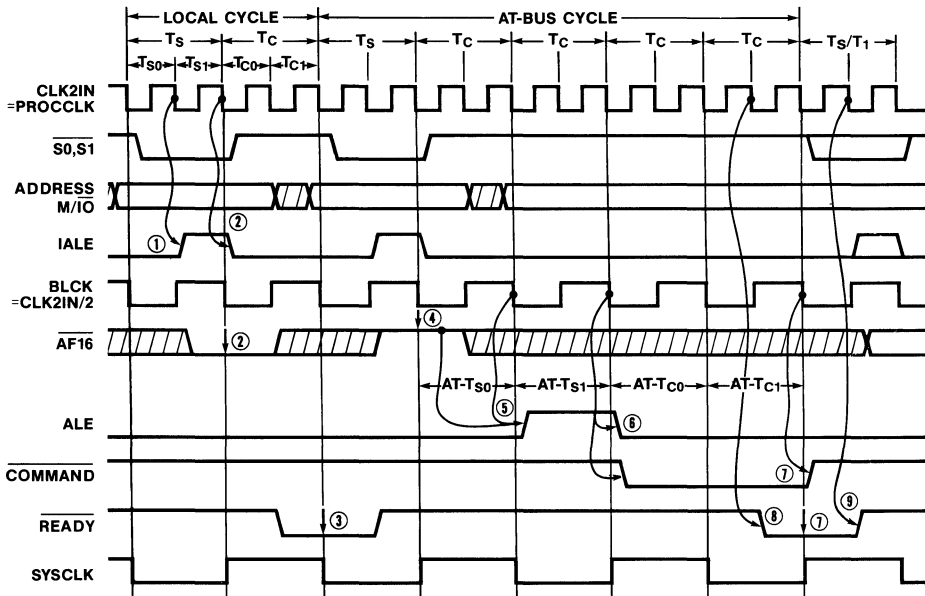 LOCAL CYCLE AT-BUS CYCLE
TS TC TS TC TC TC TC TS/T1
TS0 TS1 TC0 TC1
CLK2IN
=PROCCLK
S0,S1
ADDRESS
M/IO
②
① IALE
BLCK
=CLK2IN/2
④
AF16 ②
AT-TS0 AT-TS1 AT-TC0 AT-TC1
ALE ⑤ ⑥
COMMAND ⑦
READY ③ ⑧ ⑦ ⑨
SYSCLK